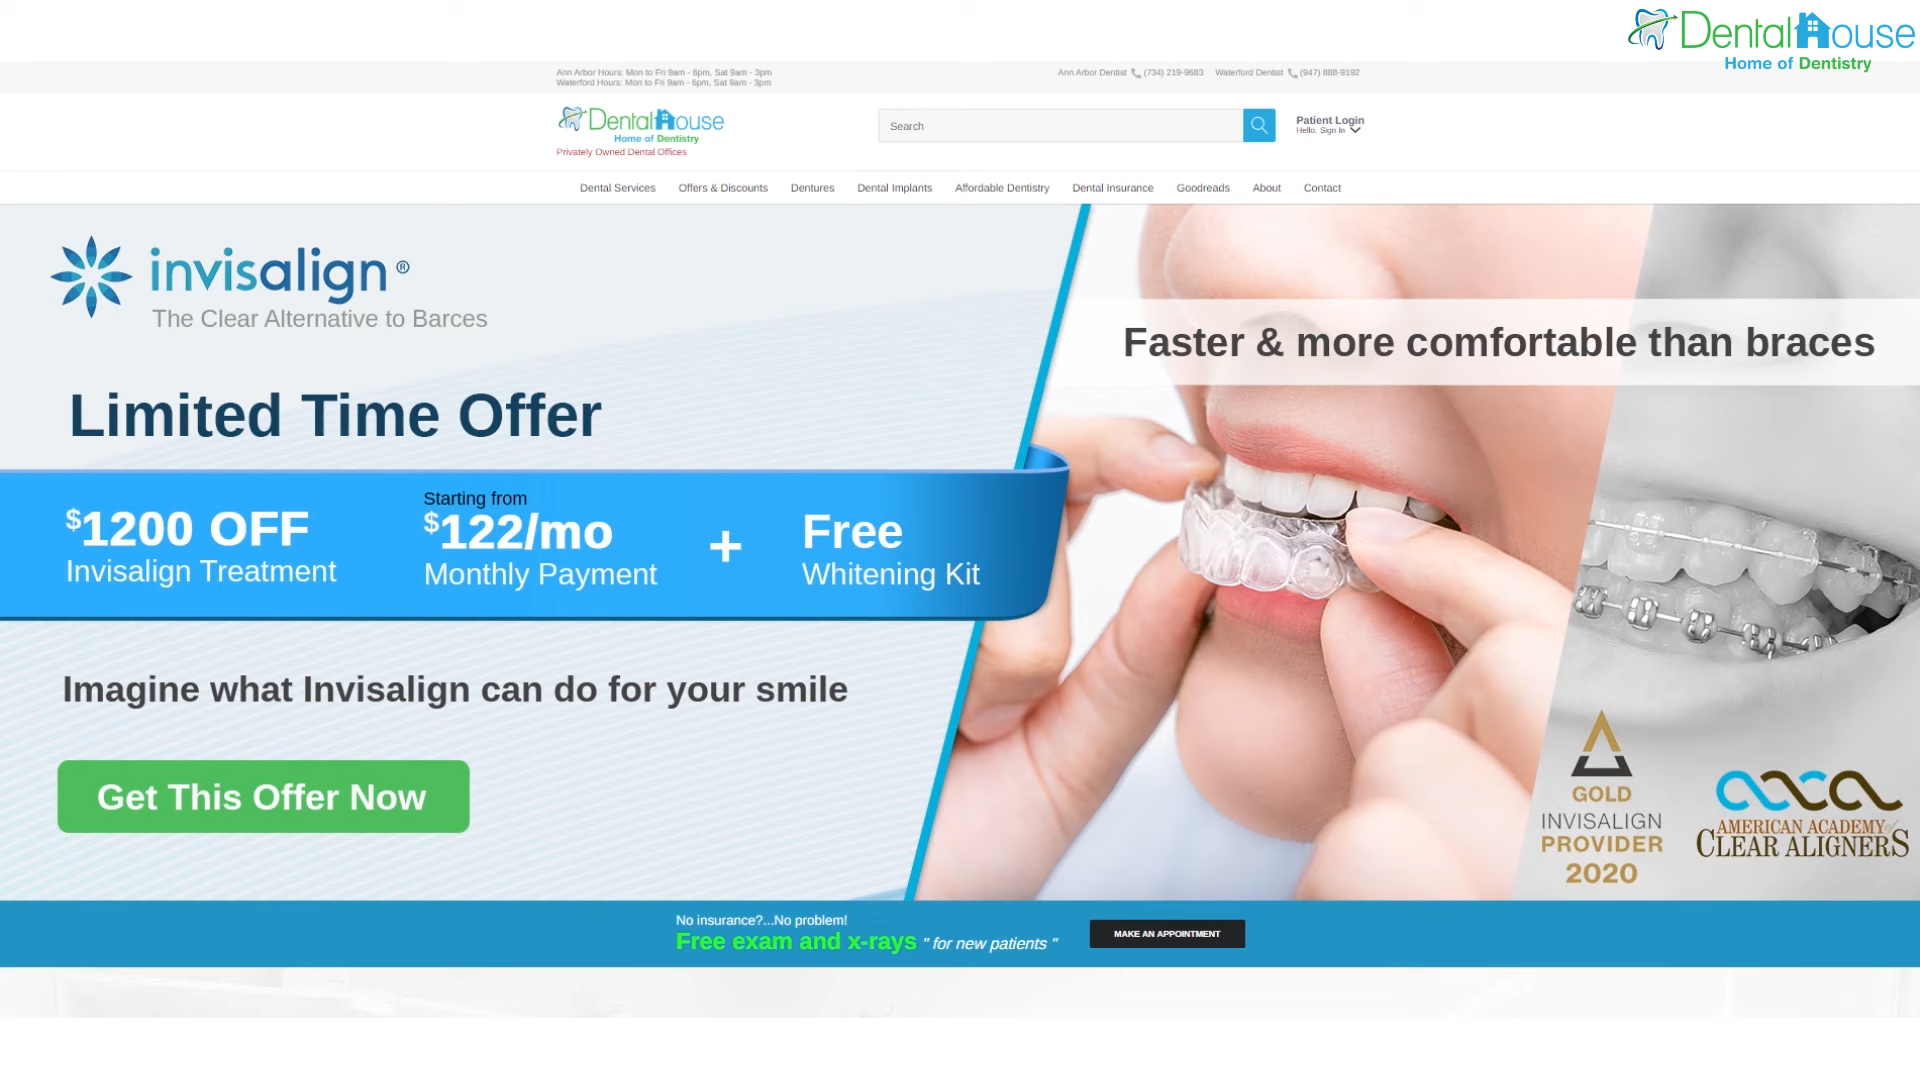 DentalHouse
Home of Dentistry
Ann Arbor Hours: Mon to Fri 9am - 6pm, Sat 9am - 3pm
Waterford Hours: Mon to Fri 9am - 6pm, Sat 9am - 3pm
Ann Arbor Dentist (734) 219-9683 Waterford Dentist (947) 888-9192
DentalHouse
Home of Dentistry
Privately Owned Dental Offices
Search
Patient Login
Hello. Sign In
Dental Services Offers & Discounts Dentures Dental Implants Affordable Dentistry Dental Insurance Goodreads About Contact
invisalign®
The Clear Alternative to Barces
Faster & more comfortable than braces
Limited Time Offer
$1200 OFF
Invisalign Treatment
Starting from
$122/mo
Monthly Payment
+
Free
Whitening Kit
Imagine what Invisalign can do for your smile
Get This Offer Now
GOLD
INVISALIGN
PROVIDER
2020
aaca
AMERICAN ACADEMY of
CLEAR ALIGNERS
No insurance?...No problem!
Free exam and x-rays " for new patients "
MAKE AN APPOINTMENT